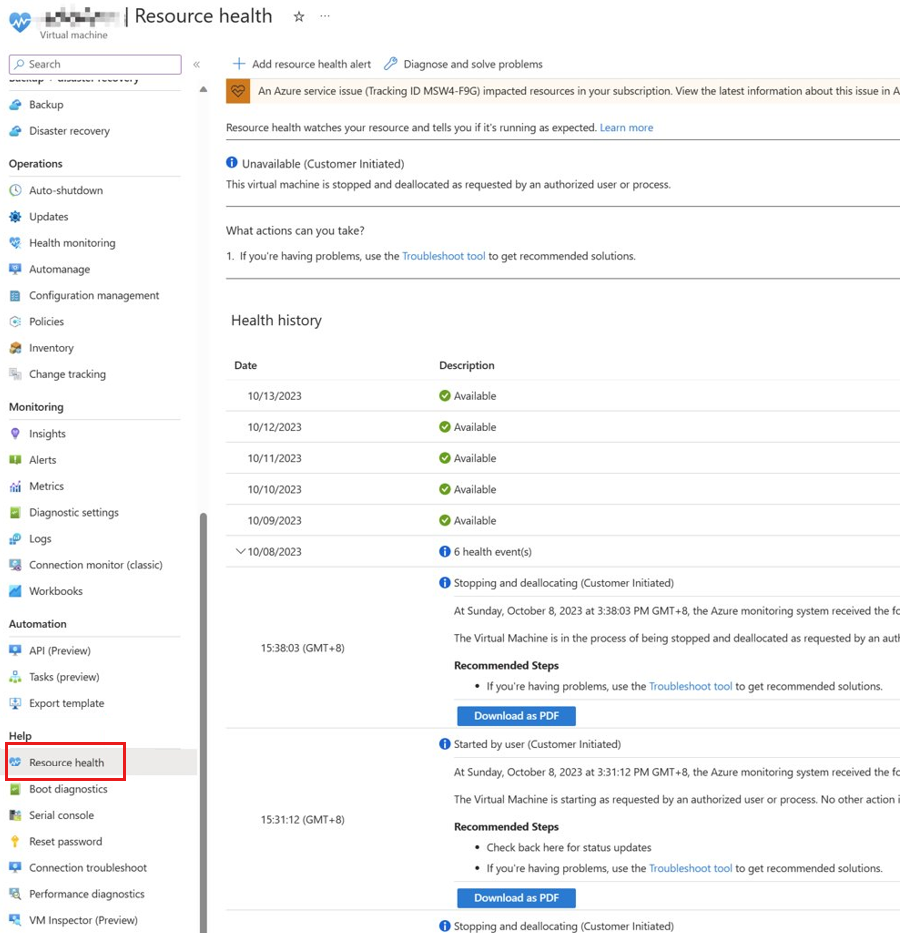 | Resource health
Virtual machine
Search
Backup + disaster recovery
Backup
Disaster recovery
Operations
Auto-shutdown
Updates
Health monitoring
Automanage
Configuration management
Policies
Inventory
Change tracking
Monitoring
Insights
Alerts
Metrics
Diagnostic settings
Logs
Connection monitor (classic)
Workbooks
Automation
API (Preview)
Tasks (preview)
Export template
Help
Resource health
Boot diagnostics
Serial console
Reset password
Connection troubleshoot
Performance diagnostics
VM Inspector (Preview)
Add resource health alert Diagnose and solve problems
An Azure service issue (Tracking ID MSW4-F9G) impacted resources in your subscription. View the latest information about this issue in A
Resource health watches your resource and tells you if it's running as expected. Learn more
Unavailable (Customer Initiated)
This virtual machine is stopped and deallocated as requested by an authorized user or process.
What actions can you take?
1. If you're having problems, use the Troubleshoot tool to get recommended solutions.
Health history
Date Description
10/13/2023 Available
10/12/2023 Available
10/11/2023 Available
10/10/2023 Available
10/09/2023 Available
10/08/2023 6 health event(s)
Stopping and deallocating (Customer Initiated)
At Sunday, October 8, 2023 at 3:38:03 PM GMT+8, the Azure monitoring system received the fo
The Virtual Machine is in the process of being stopped and deallocated as requested by an auth
15:38:03 (GMT+8)
Recommended Steps
• If you're having problems, use the Troubleshoot tool to get recommended solutions.
Download as PDF
Started by user (Customer Initiated)
At Sunday, October 8, 2023 at 3:31:12 PM GMT+8, the Azure monitoring system received the fo
The Virtual Machine is starting as requested by an authorized user or process. No other action i
15:31:12 (GMT+8)
Recommended Steps
• Check back here for status updates
• If you're having problems, use the Troubleshoot tool to get recommended solutions.
Download as PDF
Stopping and deallocating (Customer Initiated)